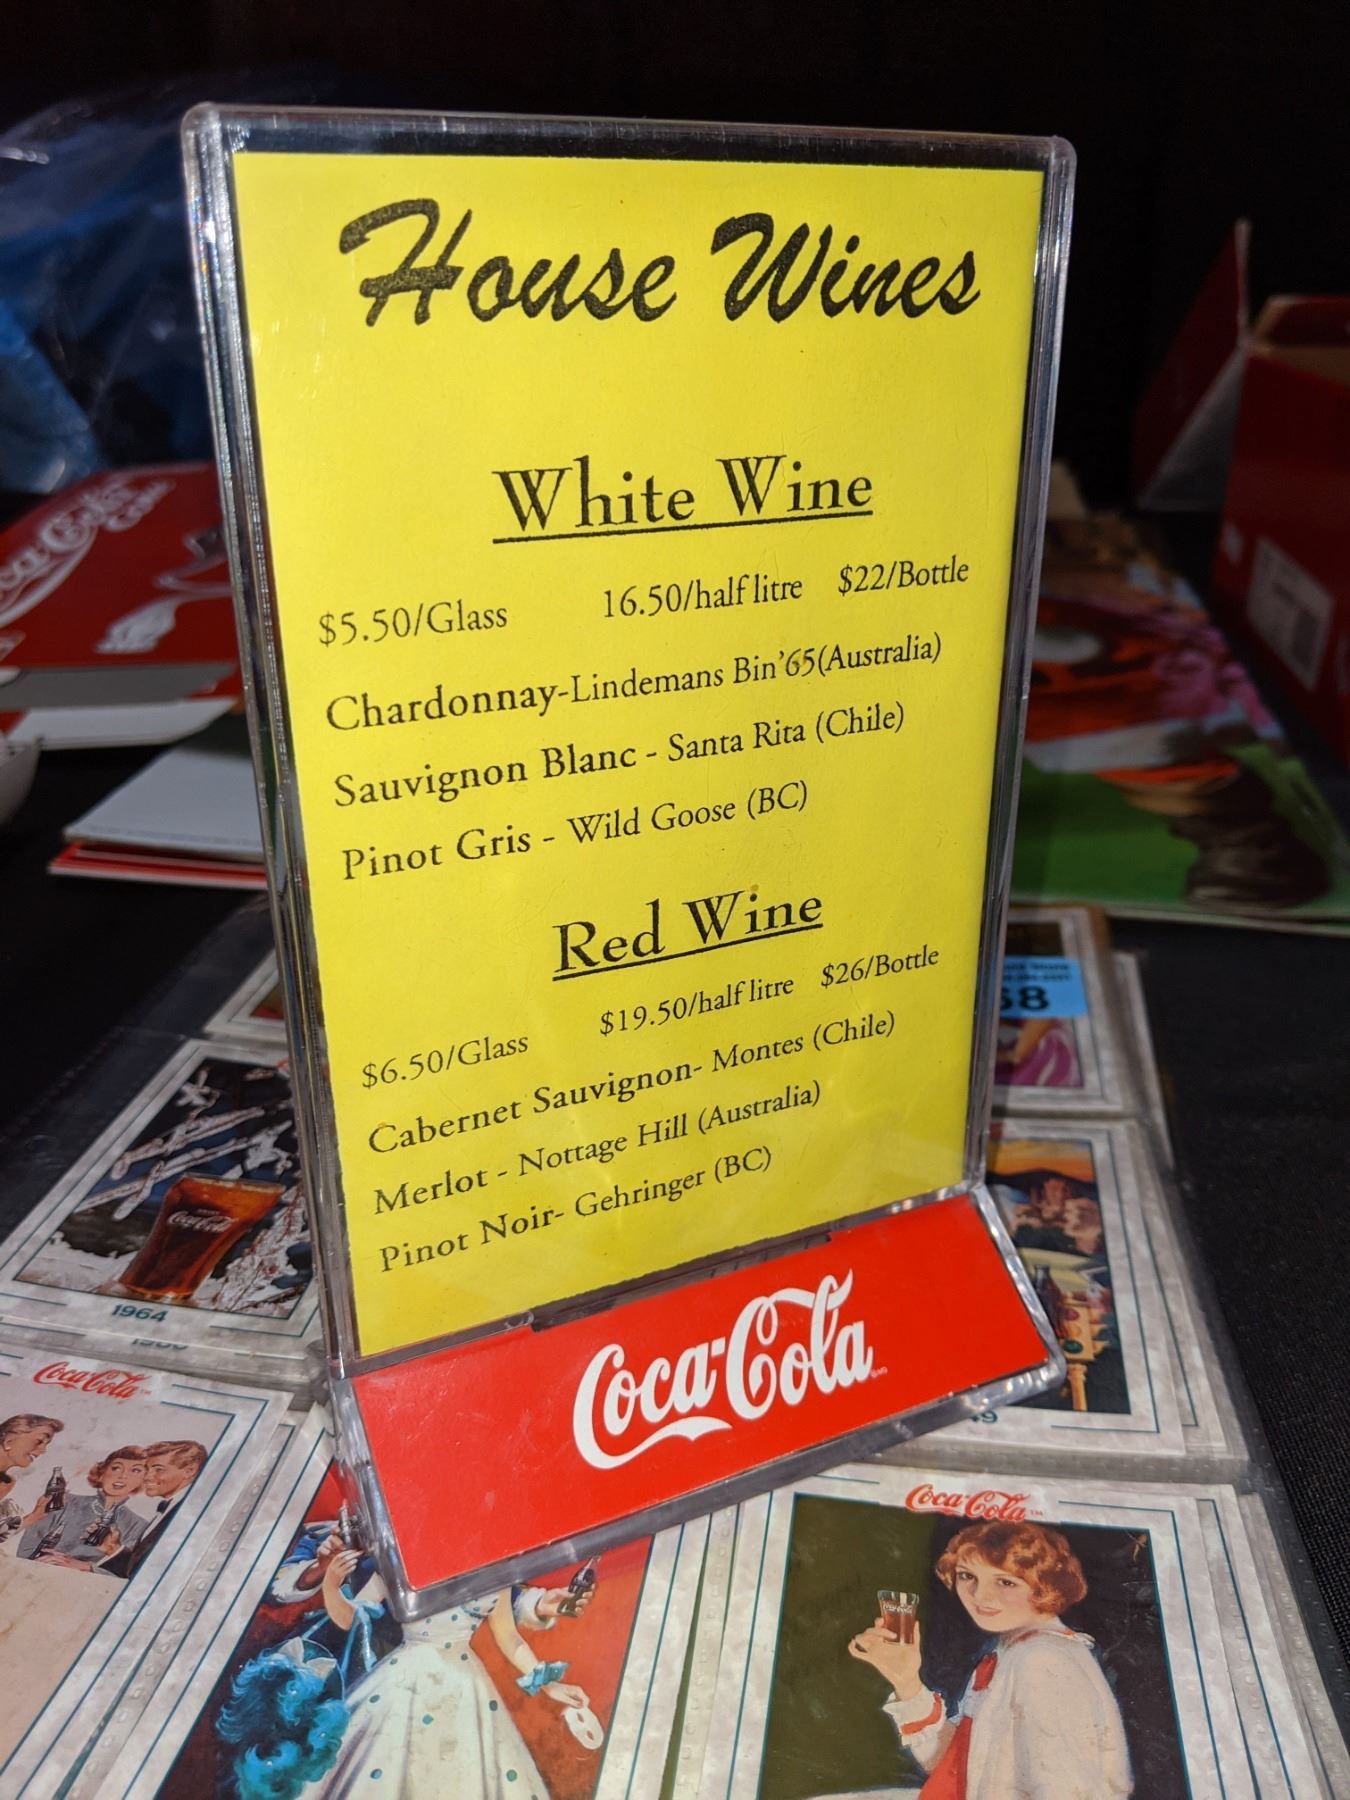 House Wines
White Wine
$5.50/Glass 16.50/half litre $22/Bottle
Chardonnay-Lindemans Bin'65(Australia)
Sauvignon Blanc - Santa Rita (Chile)
Pinot Gris - Wild Goose (BC)
Red Wine
$6.50/Glass $19.50/half litre $26/Bottle
Cabernet Sauvignon- Montes (Chile)
Merlot - Nottage Hill (Australia)
Pinot Noir- Gehringer (BC)
Coca-Cola
68
Coca-Cola
1964
Coca-Cola
Coca-Cola